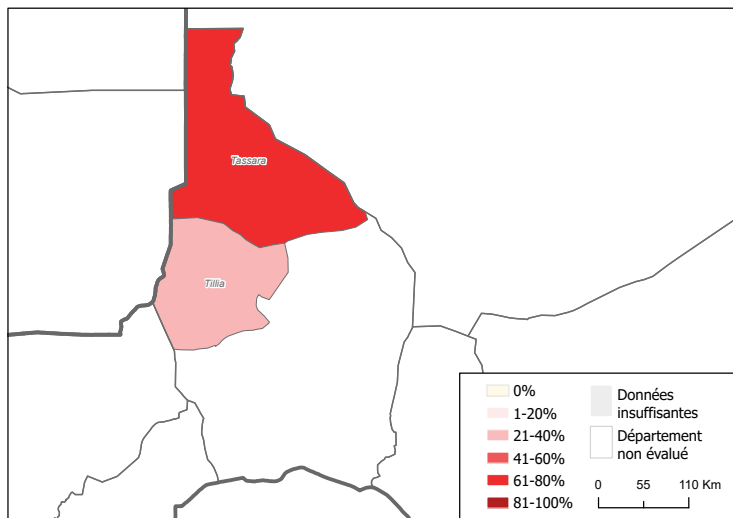 Tassara
Tillia
0%
1-20%
21-40%
41-60%
61-80%
81-100%
Données
insuffisantes
Département
non évalué
0 55 110 Km